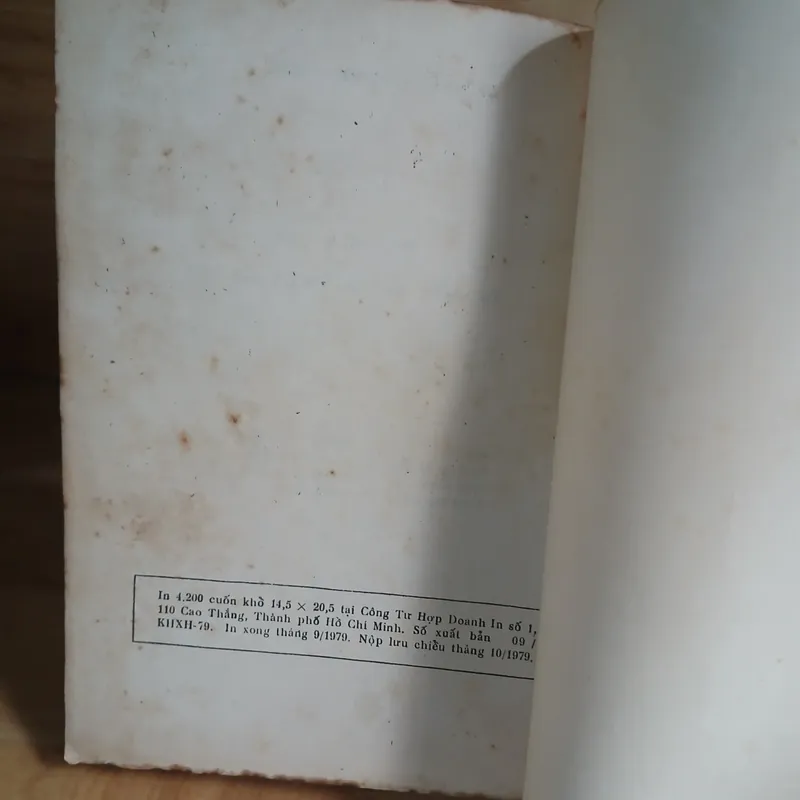 In 4.200 cuốn khổ 14,5 × 20,5 tại Công Tư Hợp Doanh In số 1,
110 Cao Thắng, Thành phố Hồ Chí Minh. Số xuất bản 09 /
KHXH-79. In xong tháng 9/1979. Nộp lưu chiều tháng 10/1979.